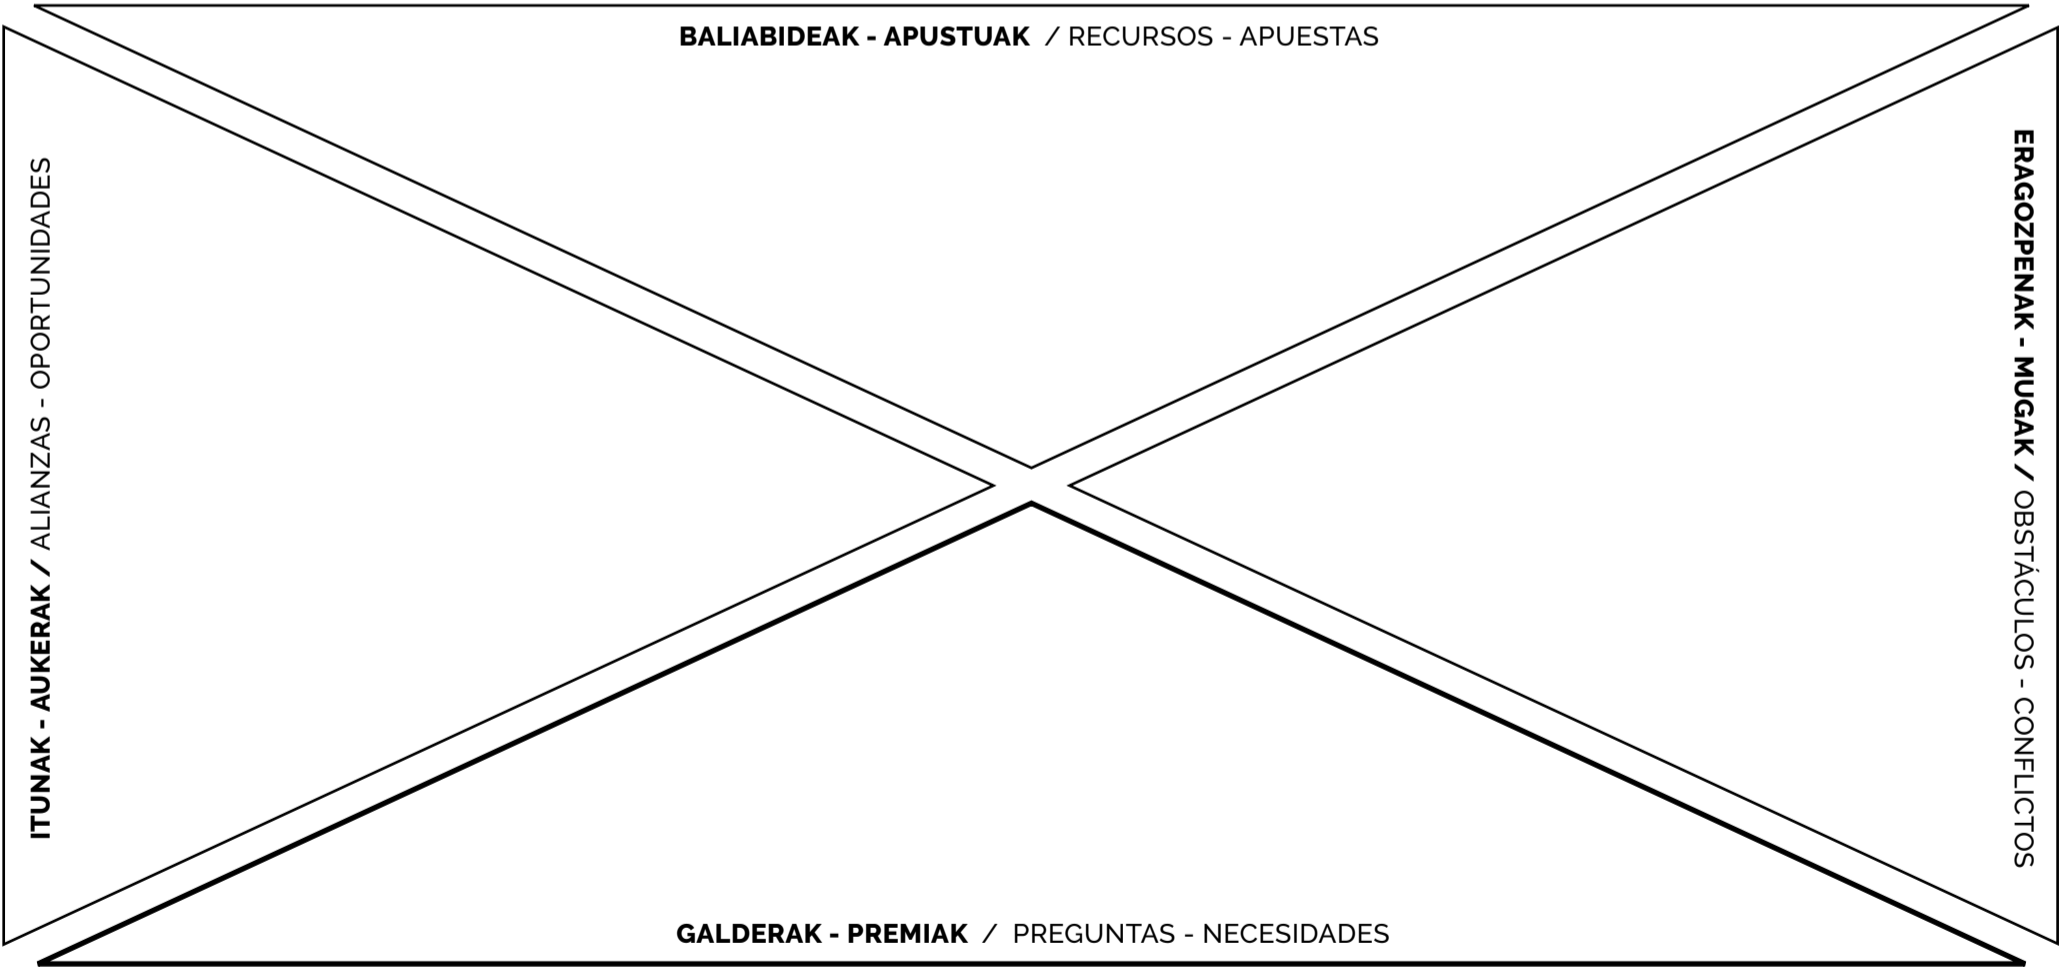 BALIABIDEAK - APUSTUAK / RECURSOS - APUESTAS
ITUNAK - AUKERAK / ALIANZAS - OPORTUNIDADES
ERAGOZPENAK - MUGAK / OBSTÁCULOS - CONFLICTOS
GALDERAK - PREMIAK / PREGUNTAS - NECESIDADES